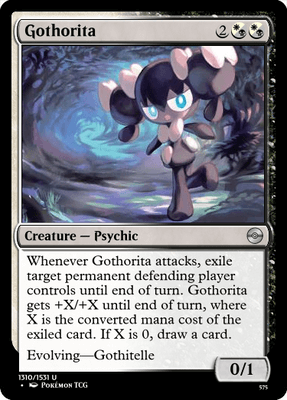 Gothorita 2
Creature — Psychic
Whenever Gothorita attacks, exile
target permanent defending player
controls until end of turn. Gothorita
gets +X/+X until end of turn, where
X is the converted mana cost of the
exiled card. If X is 0, draw a card.
Evolving—Gothitelle
0/1
1310/1531 U
• Pokémon TCG
575